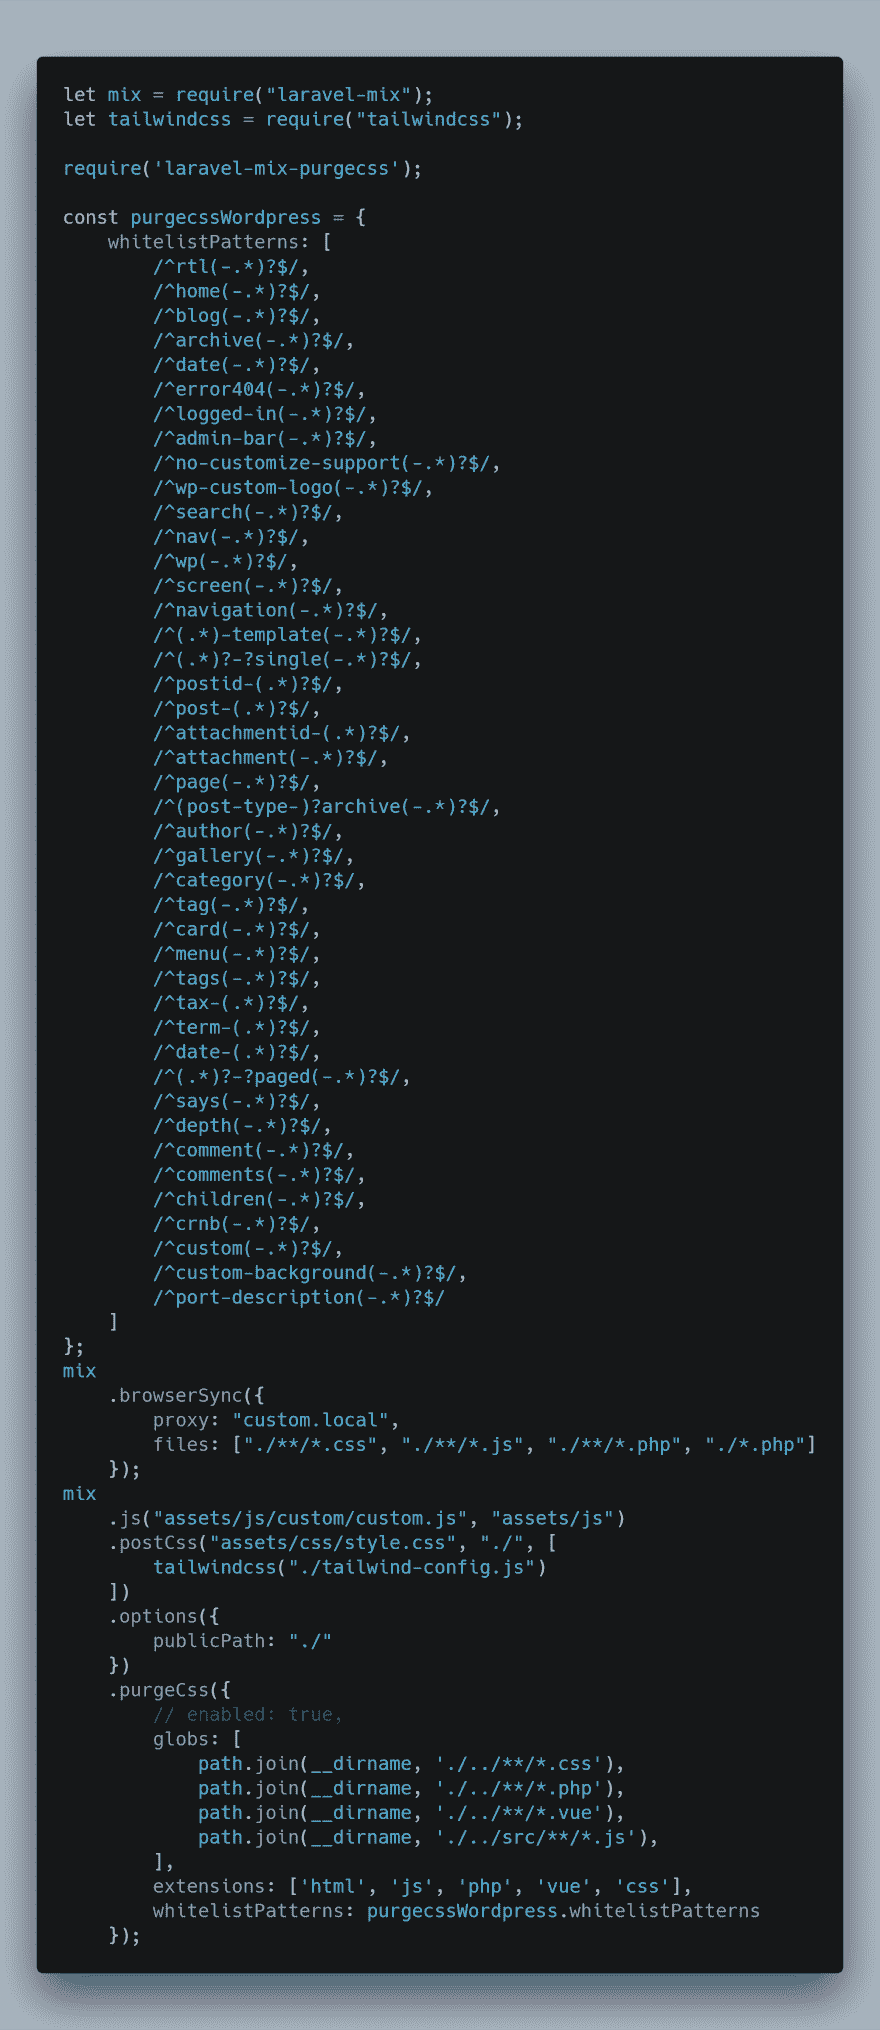 let mix = require("laravel-mix");
let tailwindcss = require("tailwindcss");

require('laravel-mix-purgecss');

const purgecssWordpress = {
    whitelistPatterns: [
        /^rtl(-.*)?$/,
        /^home(-.*)?$/,
        /^blog(-.*)?$/,
        /^archive(-.*)?$/,
        /^date(-.*)?$/,
        /^error404(-.*)?$/,
        /^logged-in(-.*)?$/,
        /^admin-bar(-.*)?$/,
        /^no-customize-support(-.*)?$/,
        /^wp-custom-logo(-.*)?$/,
        /^search(-.*)?$/,
        /^nav(-.*)?$/,
        /^wp(-.*)?$/,
        /^screen(-.*)?$/,
        /^navigation(-.*)?$/,
        /^(.*)-template(-.*)?$/,
        /^(.*)?-?single(-.*)?$/,
        /^postid-(.*)?$/,
        /^post-(.*)?$/,
        /^attachmentid-(.*)?$/,
        /^attachment(-.*)?$/,
        /^page(-.*)?$/,
        /^(post-type-)?archive(-.*)?$/,
        /^author(-.*)?$/,
        /^gallery(-.*)?$/,
        /^category(-.*)?$/,
        /^tag(-.*)?$/,
        /^card(-.*)?$/,
        /^menu(-.*)?$/,
        /^tags(-.*)?$/,
        /^tax-(.*)?$/,
        /^term-(.*)?$/,
        /^date-(.*)?$/,
        /^(.*)?-?paged(-.*)?$/,
        /^says(-.*)?$/,
        /^depth(-.*)?$/,
        /^comment(-.*)?$/,
        /^comments(-.*)?$/,
        /^children(-.*)?$/,
        /^crnb(-.*)?$/,
        /^custom(-.*)?$/,
        /^custom-background(-.*)?$/,
        /^port-description(-.*)?$/
    ]
};
mix
    .browserSync({
        proxy: "custom.local",
        files: ["./**/*.css", "./**/*.js", "./**/*.php", "./*.php"]
    });
mix
    .js("assets/js/custom/custom.js", "assets/js")
    .postCss("assets/css/style.css", "./", [
        tailwindcss("./tailwind-config.js")
    ])
    .options({
        publicPath: "./"
    })
    .purgeCss({
        // enabled: true,
        globs: [
            path.join(__dirname, './../**/*.css'),
            path.join(__dirname, './../**/*.php'),
            path.join(__dirname, './../**/*.vue'),
            path.join(__dirname, './../src/**/*.js'),
        ],
        extensions: ['html', 'js', 'php', 'vue', 'css'],
        whitelistPatterns: purgecssWordpress.whitelistPatterns
    });